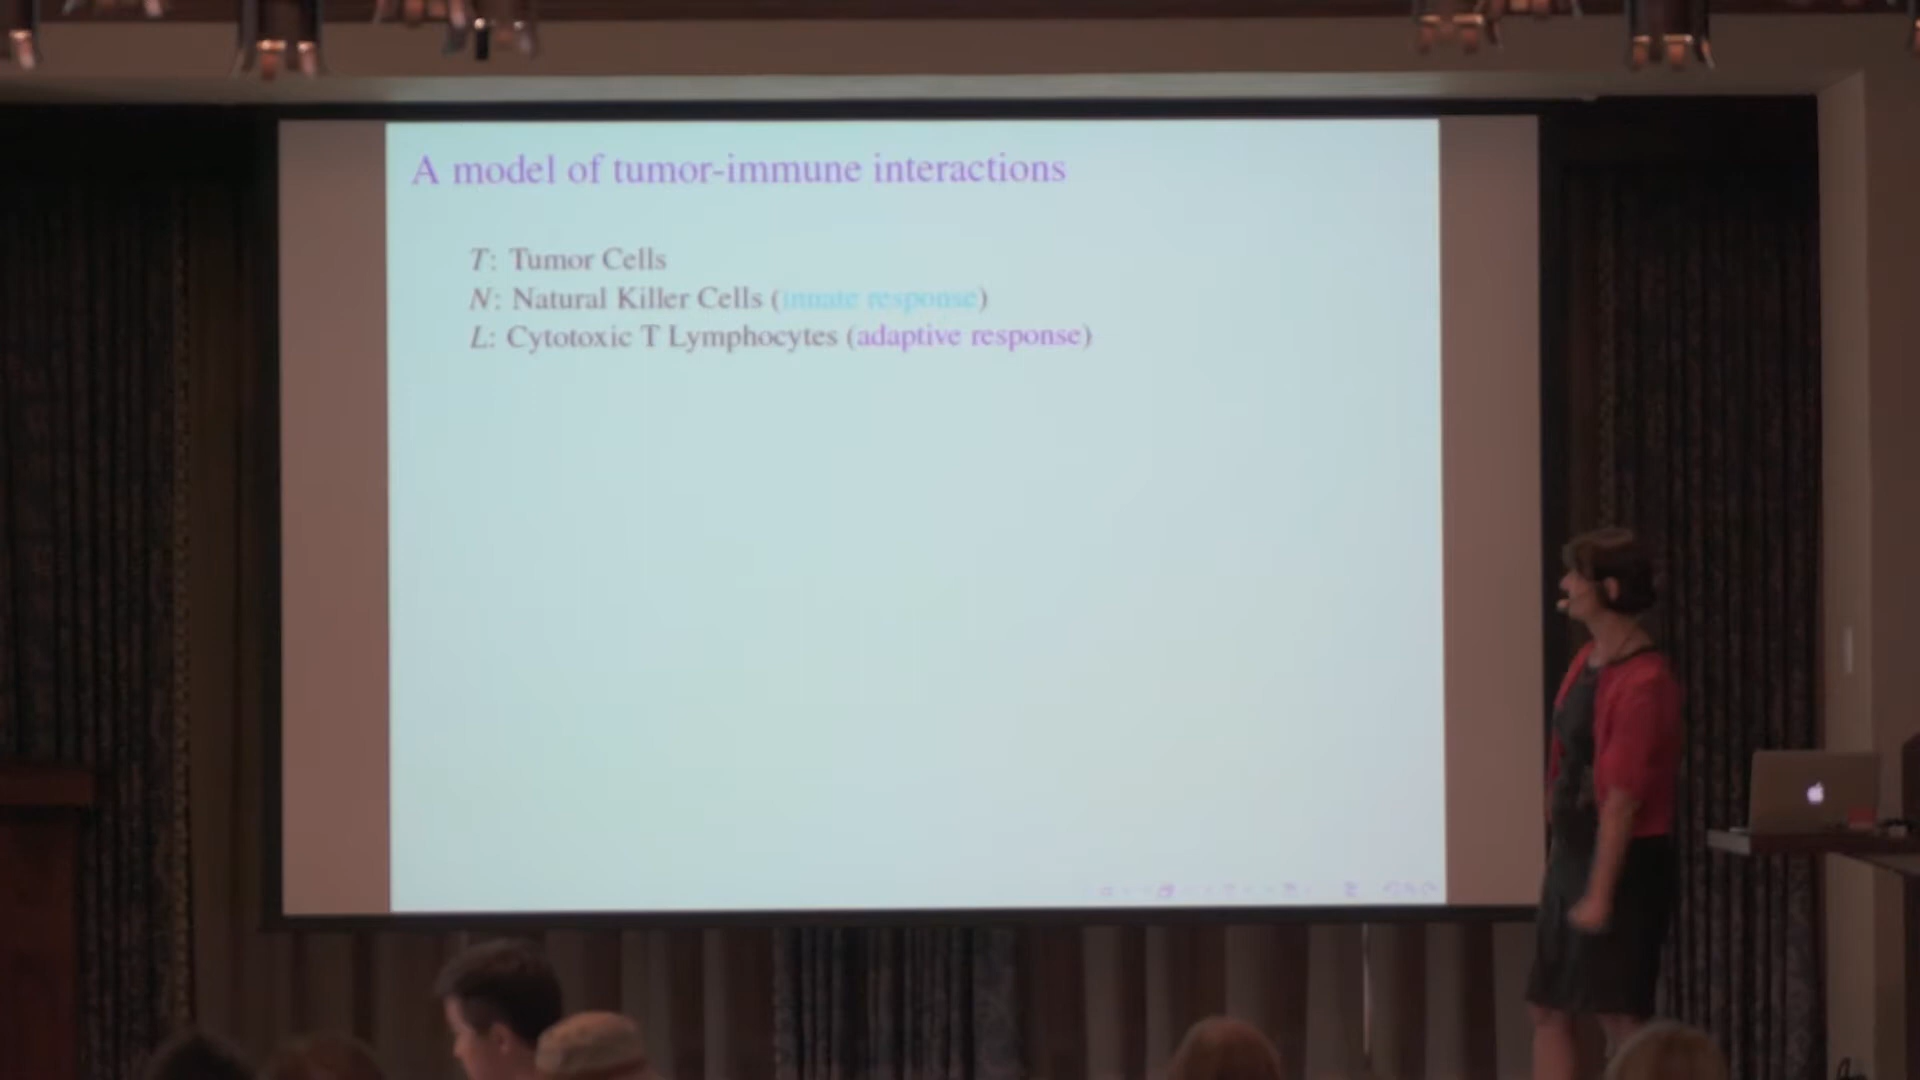 A model of tumor-immune interactions
T: Tumor Cells
N: Natural Killer Cells (innate response)
L: Cytotoxic T Lymphocytes (adaptive response)